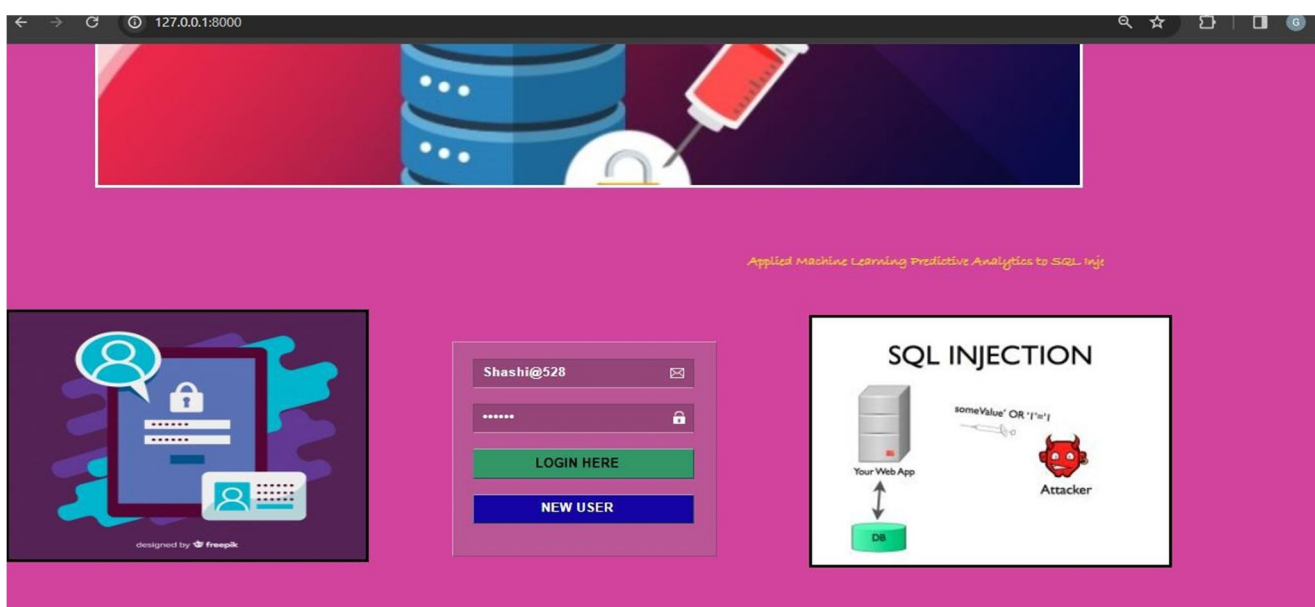 127.0.0.1:8000
G
Applied Machine Learning Predictive Analytics to SQL Inje
designed by freepik
Shashi@528
••••••
LOGIN HERE
NEW USER
SQL INJECTION
someValue' OR '1'='1
Your Web App
Attacker
DB